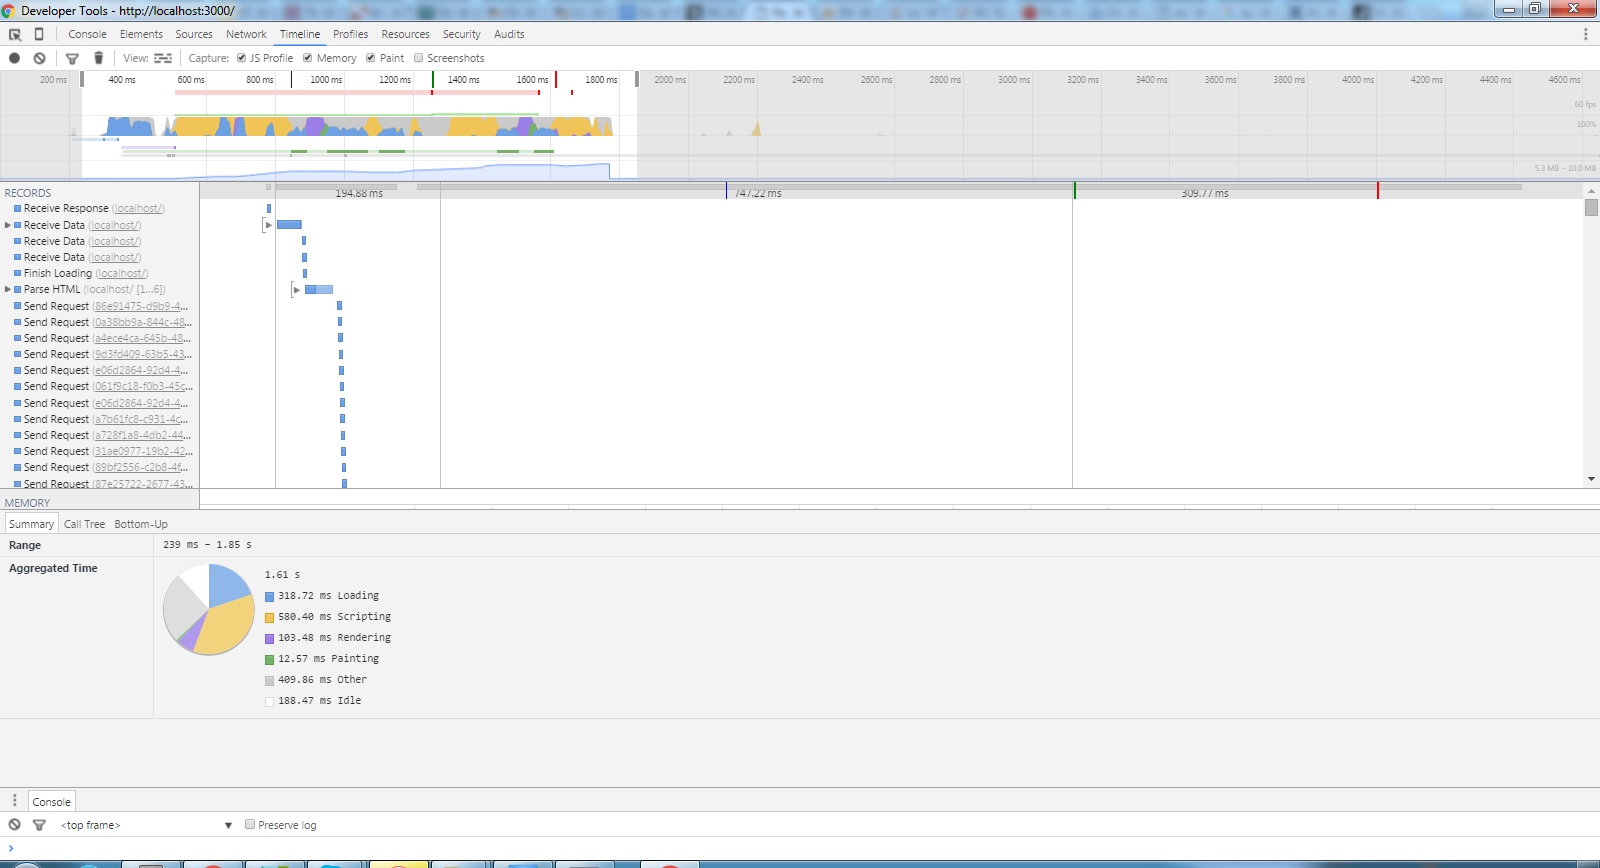 Developer Tools - http://localhost:3000/
Console Elements Sources Network Timeline Profiles Resources Security Audits
View: Capture: JS Profile Memory Paint Screenshots
200 ms 400 ms 600 ms 800 ms 1000 ms 1200 ms 1400 ms 1600 ms 1800 ms 2000 ms 2200 ms 2400 ms 2600 ms 2800 ms 3000 ms 3200 ms 3400 ms 3600 ms 3800 ms 4000 ms 4200 ms 4400 ms 4600 ms
60 fps
100%
5.3 MB – 10.0 MB
RECORDS 194.88 ms 747.22 ms 309.77 ms
Receive Response (localhost/)
Receive Data (localhost/)
Receive Data (localhost/)
Receive Data (localhost/)
Finish Loading (localhost/)
Parse HTML (localhost/ [1...6])
Send Request (86e91475-d9b9-4...
Send Request (0a38bb9a-844c-48...
Send Request (a4ece4ca-645b-48...
Send Request (9d3fd409-63b5-43...
Send Request (e06d2864-92d4-4...
Send Request (061f9c18-f0b3-45c...
Send Request (e06d2864-92d4-4...
Send Request (a7b61fc8-c931-4c...
Send Request (a728f1a8-4db2-44...
Send Request (31ae0977-19b2-42...
Send Request (89bf2556-c2b8-4f...
Send Request (87e25722-2677-43...
MEMORY
Summary Call Tree Bottom-Up
Range 239 ms – 1.85 s
Aggregated Time
1.61 s
318.72 ms Loading
580.40 ms Scripting
103.48 ms Rendering
12.57 ms Painting
409.86 ms Other
188.47 ms Idle
Console
<top frame> Preserve log